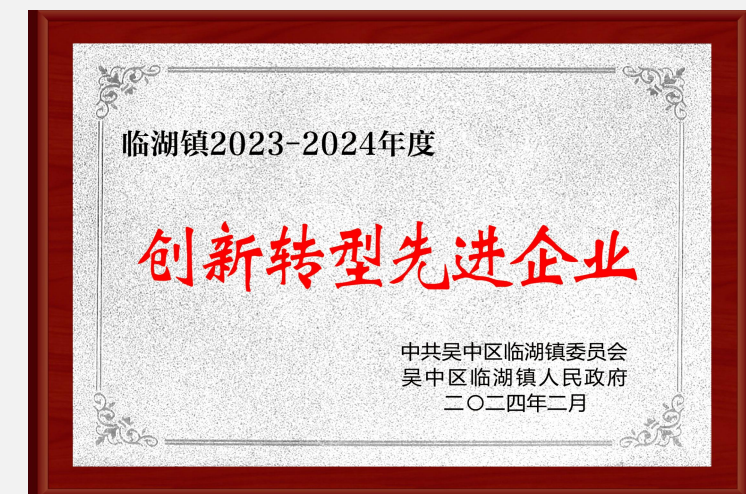 临湖镇2023-2024年度
创新转型先进企业
中共吴中区临湖镇委员会
吴中区临湖镇人民政府
二〇二四年二月